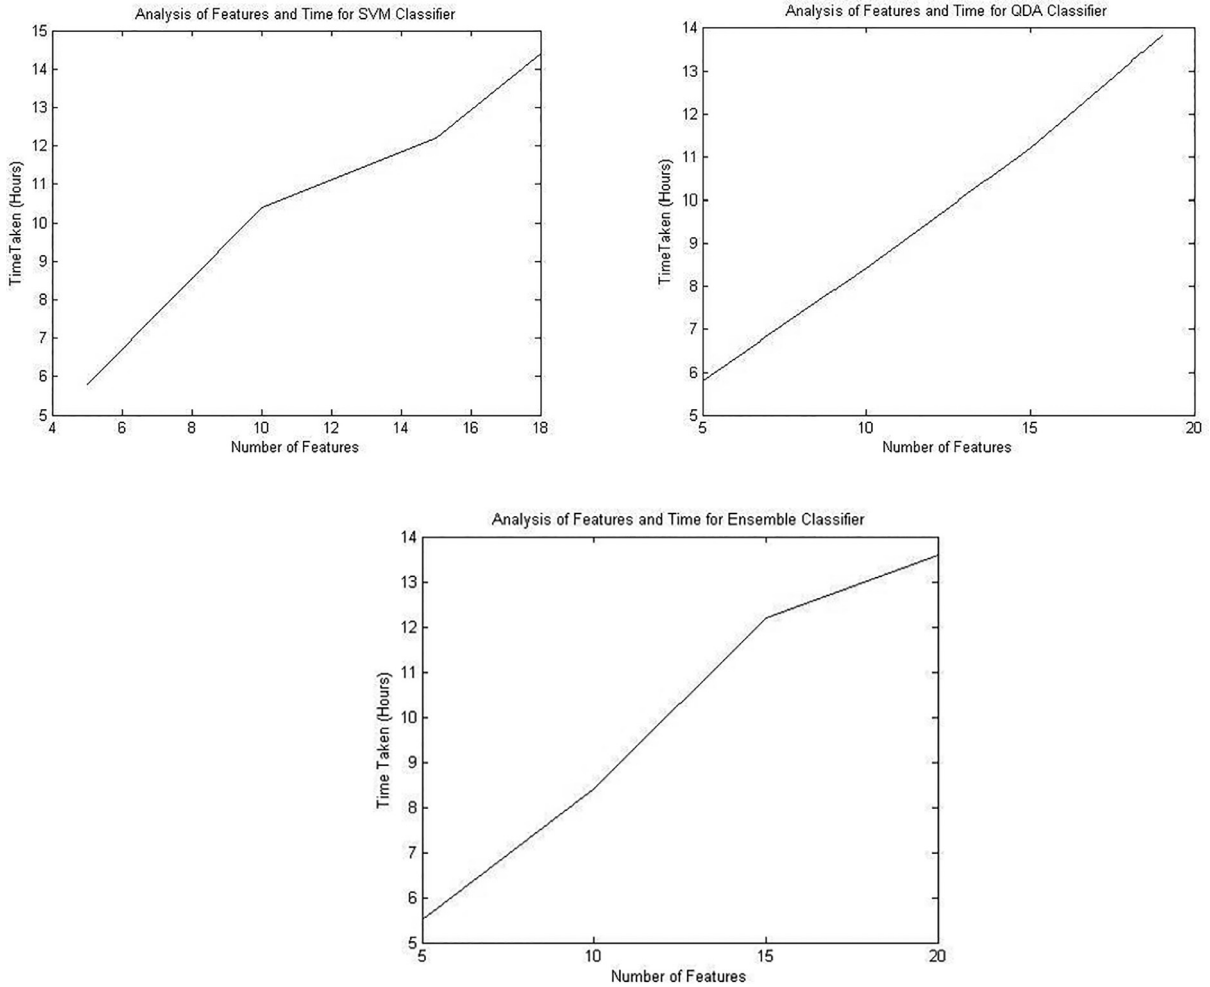 Analysis of Features and Time for SVM Classifier
15
14
13
12
11
10
9
8
7
6
5
TimeTaken (Hours)
4 6 8 10 12 14 16 18
Number of Features
Analysis of Features and Time for QDA Classifier
14
13
12
11
10
9
8
7
6
5
TimeTaken (Hours)
5 10 15 20
Number of Features
Analysis of Features and Time for Ensemble Classifier
14
13
12
11
10
9
8
7
6
5
Time Taken (Hours)
5 10 15 20
Number of Features